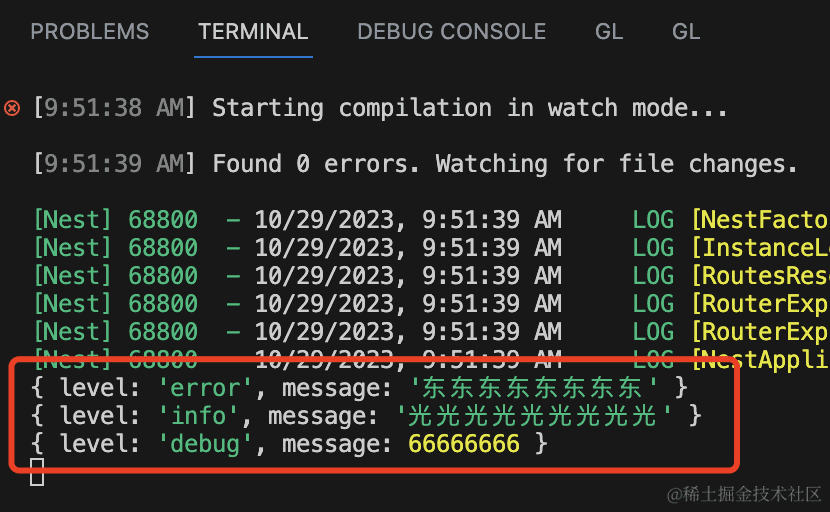 PROBLEMS TERMINAL DEBUG CONSOLE GL GL
[9:51:38 AM] Starting compilation in watch mode...
[9:51:39 AM] Found 0 errors. Watching for file changes.
[Nest] 68800  - 10/29/2023, 9:51:39 AM     LOG [NestFacto
[Nest] 68800  - 10/29/2023, 9:51:39 AM     LOG [InstanceLo
[Nest] 68800  - 10/29/2023, 9:51:39 AM     LOG [RoutesRes
[Nest] 68800  - 10/29/2023, 9:51:39 AM     LOG [RouterExp
[Nest] 68800  - 10/29/2023, 9:51:39 AM     LOG [RouterExp
[Nest] 68800  - 10/29/2023, 9:51:39 AM     LOG [NestAppli
{ level: 'error', message: '东东东东东东东东' }
{ level: 'info', message: '光光光光光光光光光' }
{ level: 'debug', message: 66666666 }
@稀土掘金技术社区